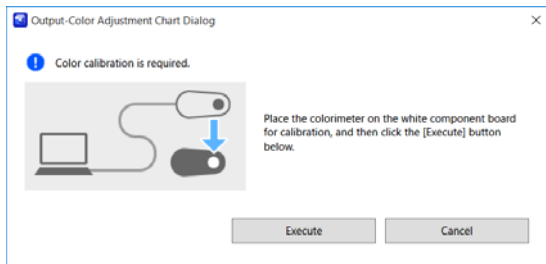 Output-Color Adjustment Chart Dialog
Color calibration is required.
Place the colorimeter on the white component board
for calibration, and then click the [Execute] button
below.
Execute
Cancel